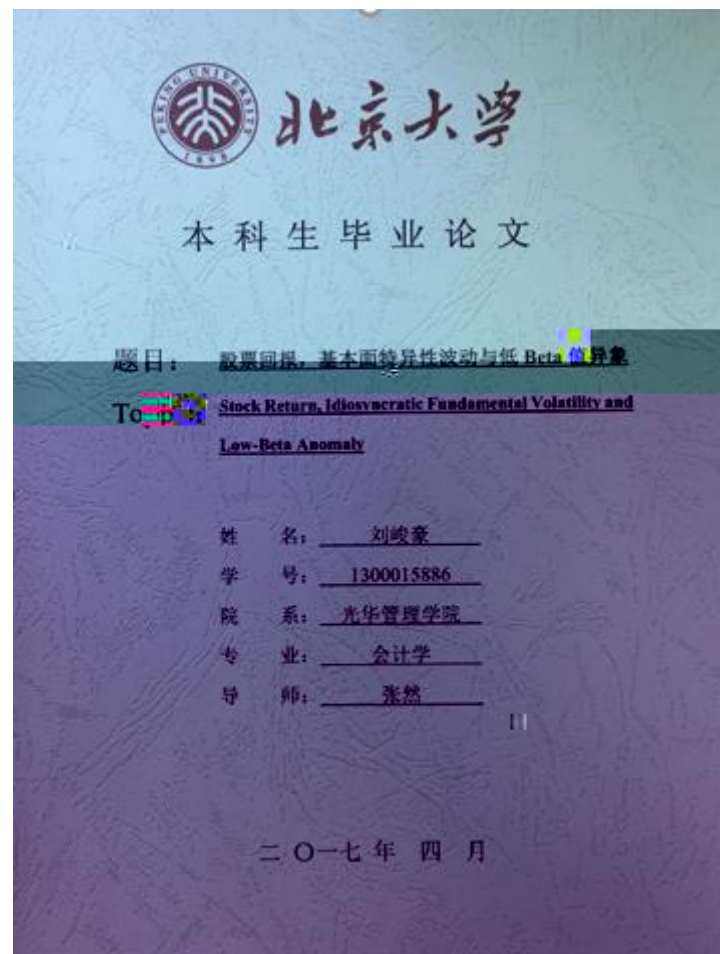 PEKING UNIVERSITY
1898
北京大学
本科生毕业论文
题目： 股票回报，基本面特异性波动与低 Beta 值异象
Stock Return, Idiosyncratic Fundamental Volatility and
Low-Beta Anomaly
姓 名： 刘峻豪
学 号： 1300015886
院 系： 光华管理学院
专 业： 会计学
导 师： 张然
二〇一七年 四 月